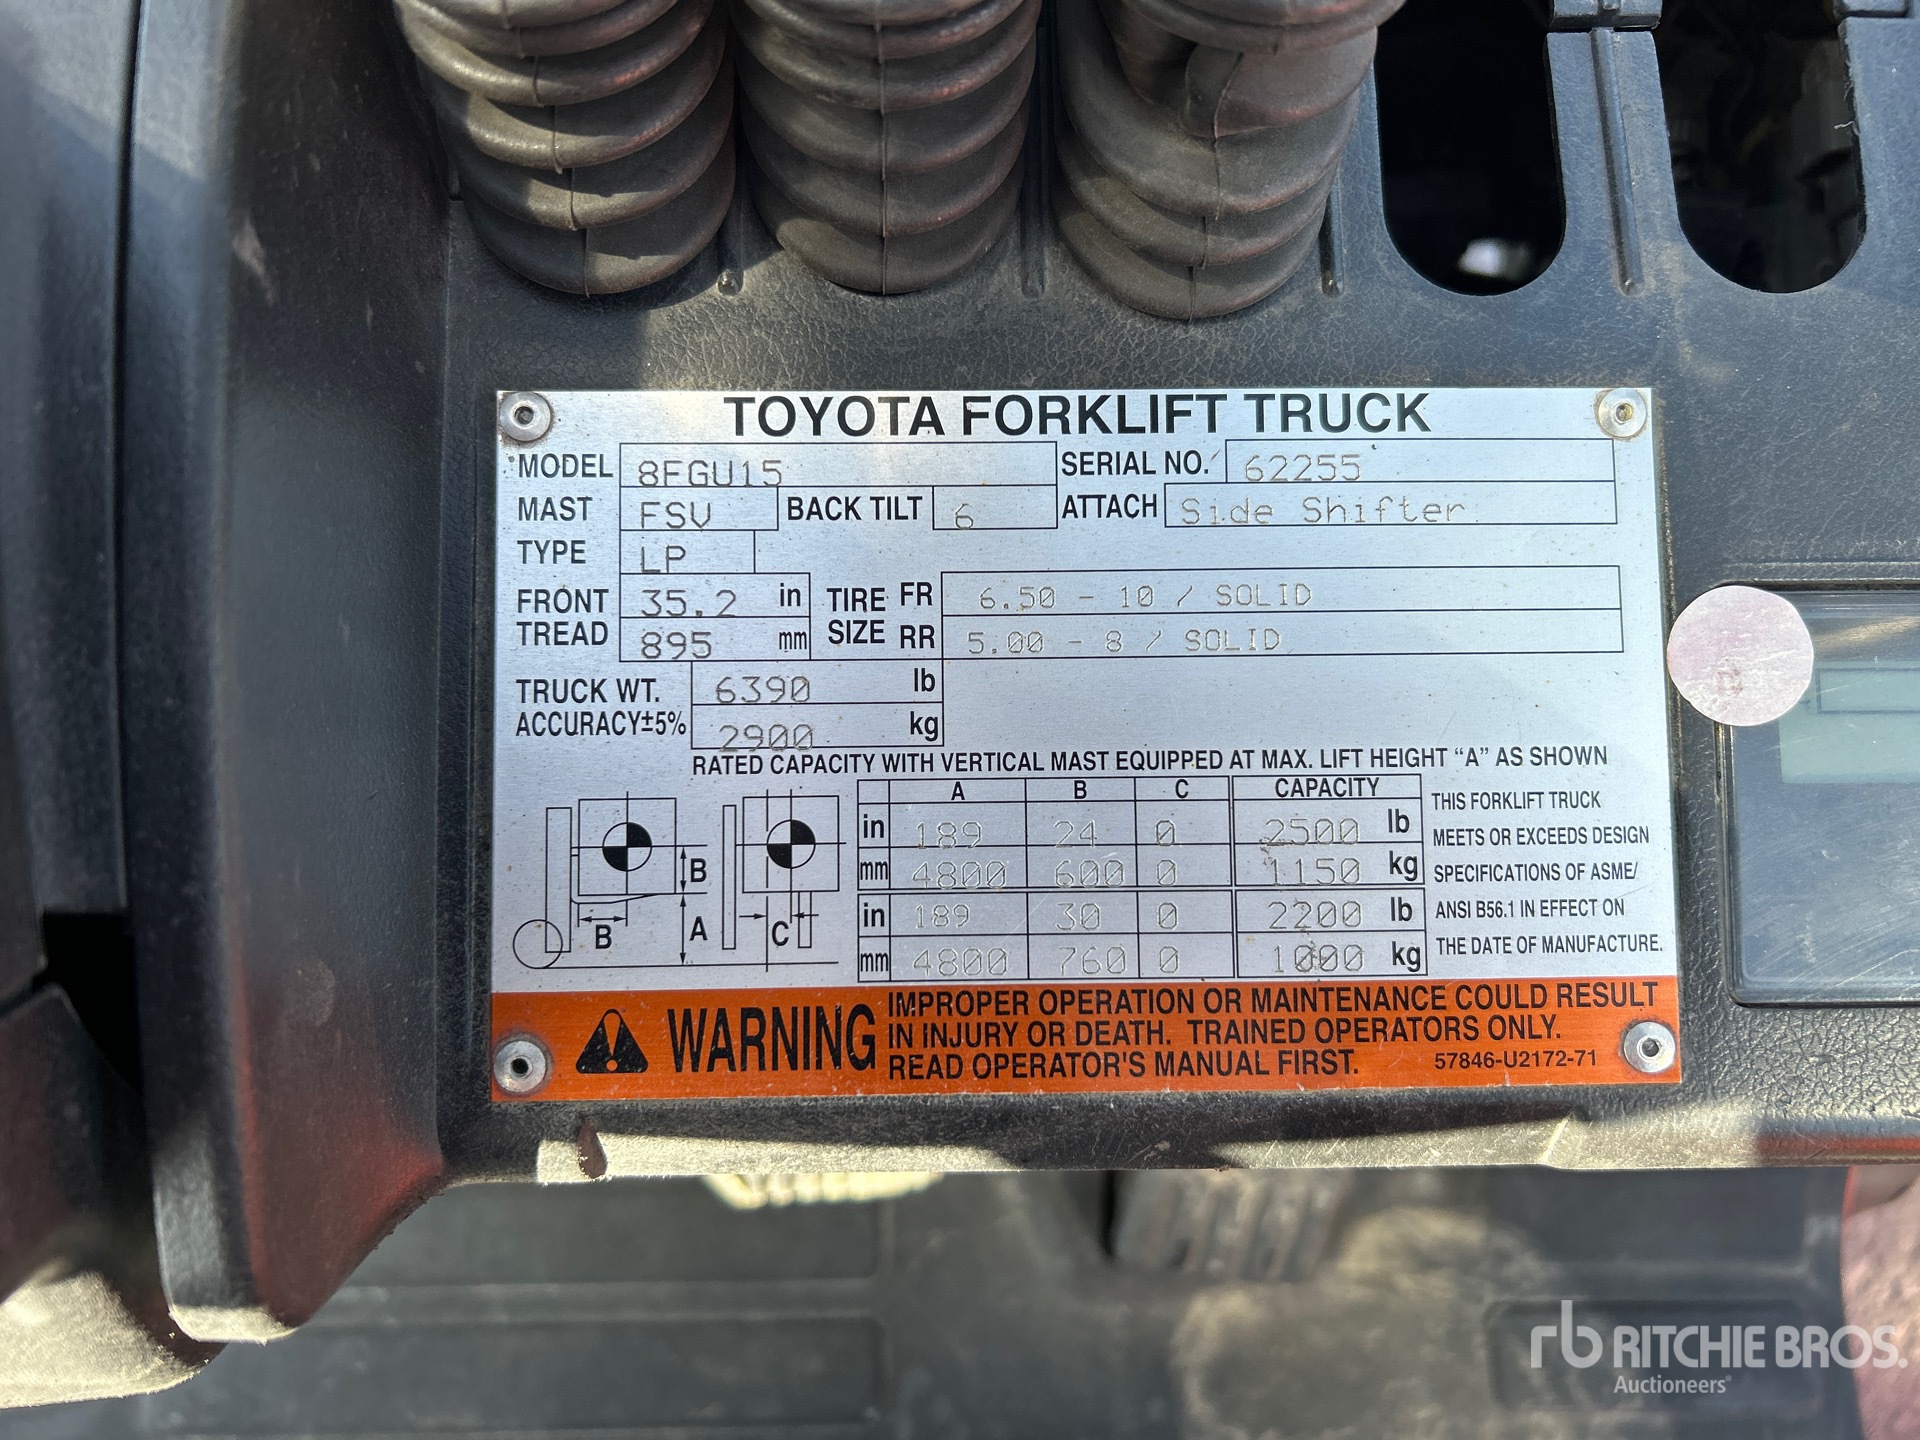 TOYOTA FORKLIFT TRUCK
MODEL 8FGU15 SERIAL NO. 62255
MAST FSV BACK TILT 6 ATTACH Side Shifter
TYPE LP
FRONT TREAD 35.2 in TIRE SIZE FR 6.50 - 10 / SOLID
895 mm RR 5.00 - 8 / SOLID
TRUCK WT. 6390 lb
ACCURACY±5% 2900 kg
RATED CAPACITY WITH VERTICAL MAST EQUIPPED AT MAX. LIFT HEIGHT "A" AS SHOWN
A B C CAPACITY
in 189 24 0 2500 lb
mm 4800 600 0 1150 kg
in 189 30 0 2200 lb
mm 4800 760 0 1000 kg
B
A
B
C
THIS FORKLIFT TRUCK
MEETS OR EXCEEDS DESIGN
SPECIFICATIONS OF ASME/
ANSI B56.1 IN EFFECT ON
THE DATE OF MANUFACTURE.
WARNING
IMPROPER OPERATION OR MAINTENANCE COULD RESULT
IN INJURY OR DEATH. TRAINED OPERATORS ONLY.
READ OPERATOR'S MANUAL FIRST. 57846-U2172-71
rb RITCHIE BROS.
Auctioneers